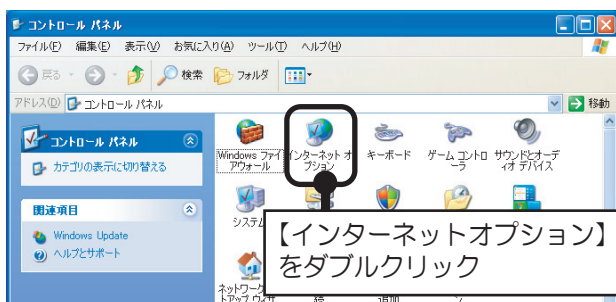 コントロール パネル
ファイル(F) 編集(E) 表示(V) お気に入り(A) ツール(T) ヘルプ(H)
戻る 検索 フォルダ
アドレス(D) コントロール パネル 移動
コントロール パネル
カテゴリの表示に切り替える
関連項目
Windows Update
ヘルプとサポート
Windows ファイ
アウォール
インターネット オ
プション
キーボード
ゲーム コントロ
ーラ
サウンドとオーデ
ィオ デバイス
システム
【インターネットオプション】
をダブルクリック
ネットワーク